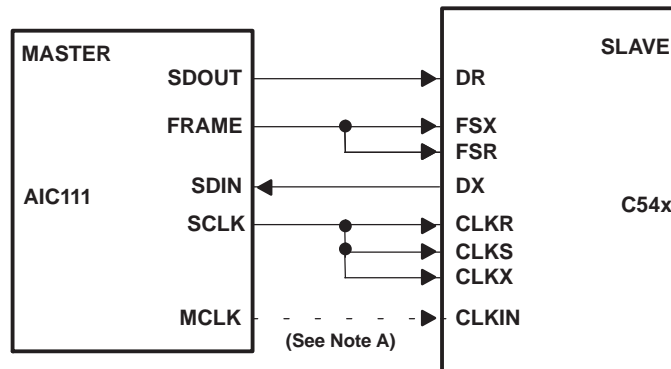 MASTER
SLAVE
SDOUT
DR
FRAME
FSX
FSR
SDIN
DX
AIC111
C54x
SCLK
CLKR
CLKS
CLKX
MCLK
CLKIN
(See Note A)